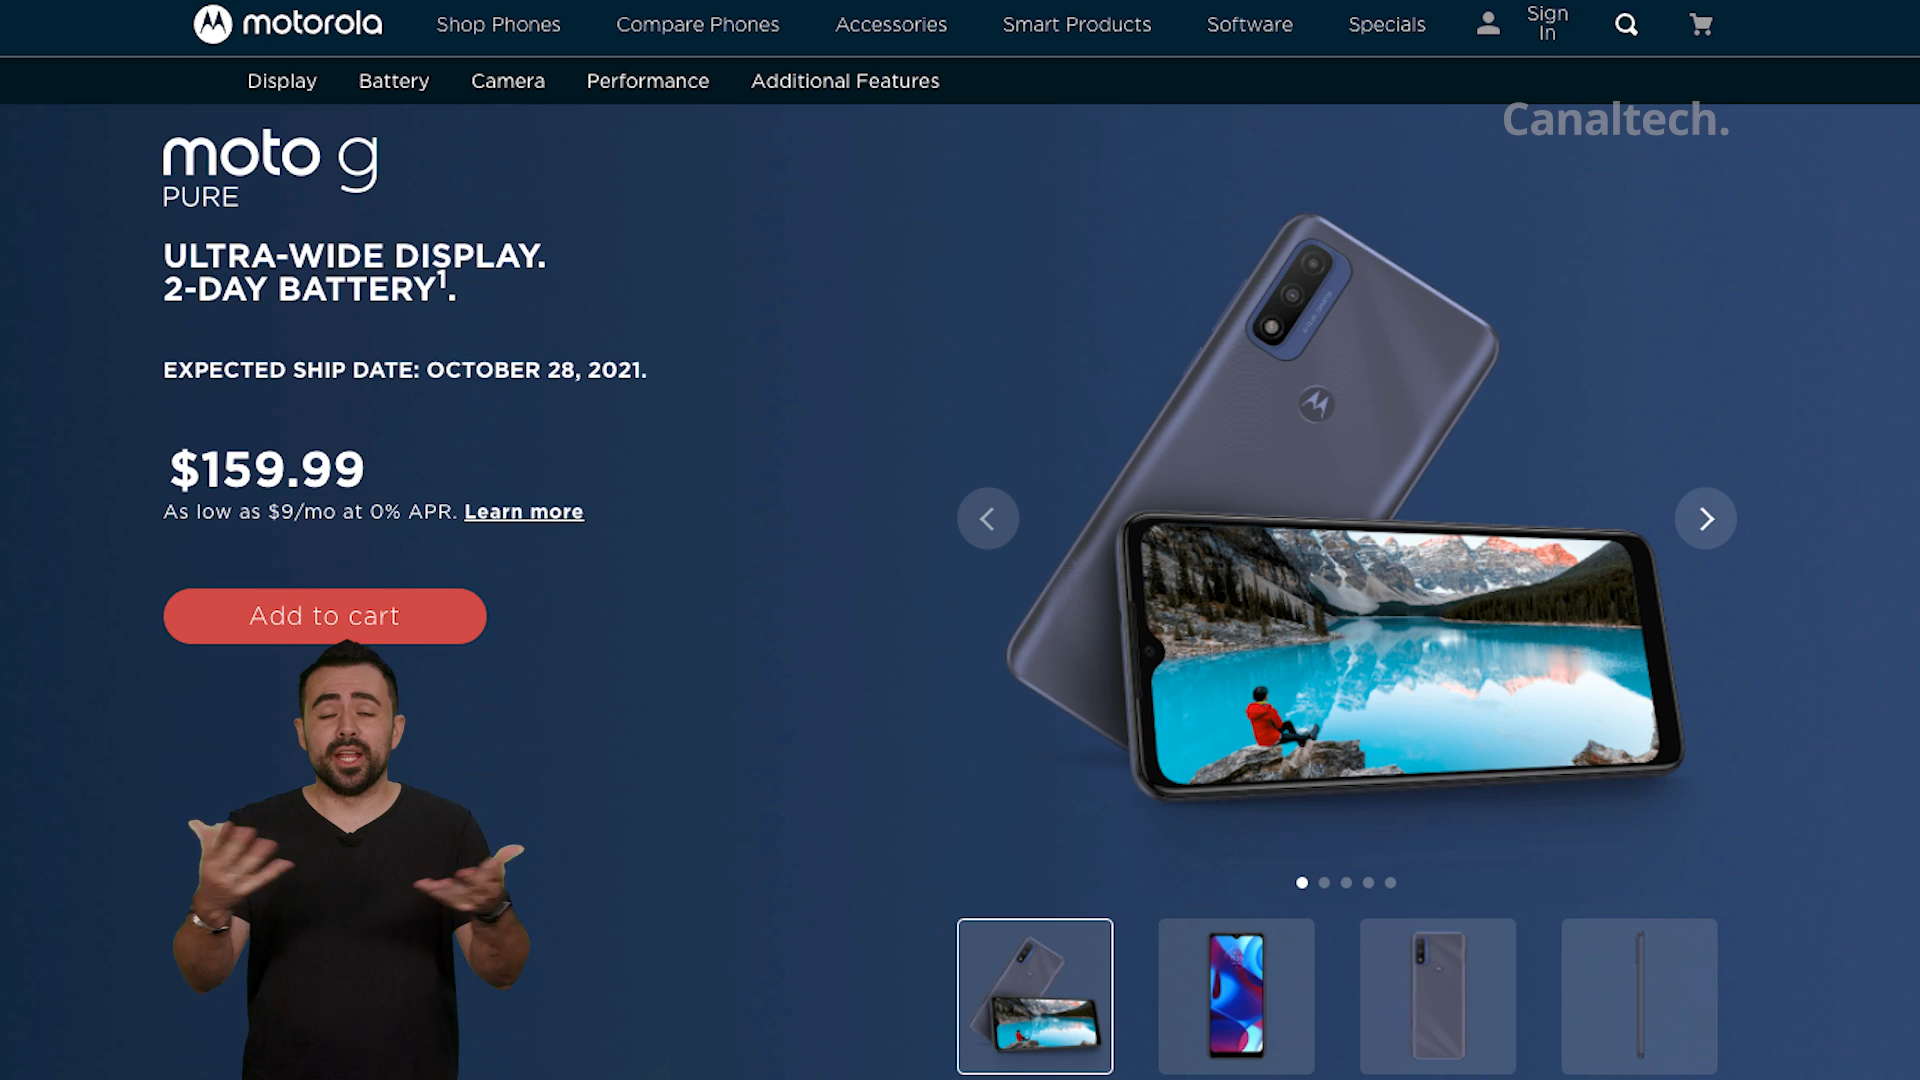 motorola
Shop Phones
Compare Phones
Accessories
Smart Products
Software
Specials
Sign
In
Display
Battery
Camera
Performance
Additional Features
Canaltech.
moto g
PURE
ULTRA-WIDE DISPLAY.
2-DAY BATTERY¹.
EXPECTED SHIP DATE: OCTOBER 28, 2021.
$159.99
As low as $9/mo at 0% APR. Learn more
Add to cart